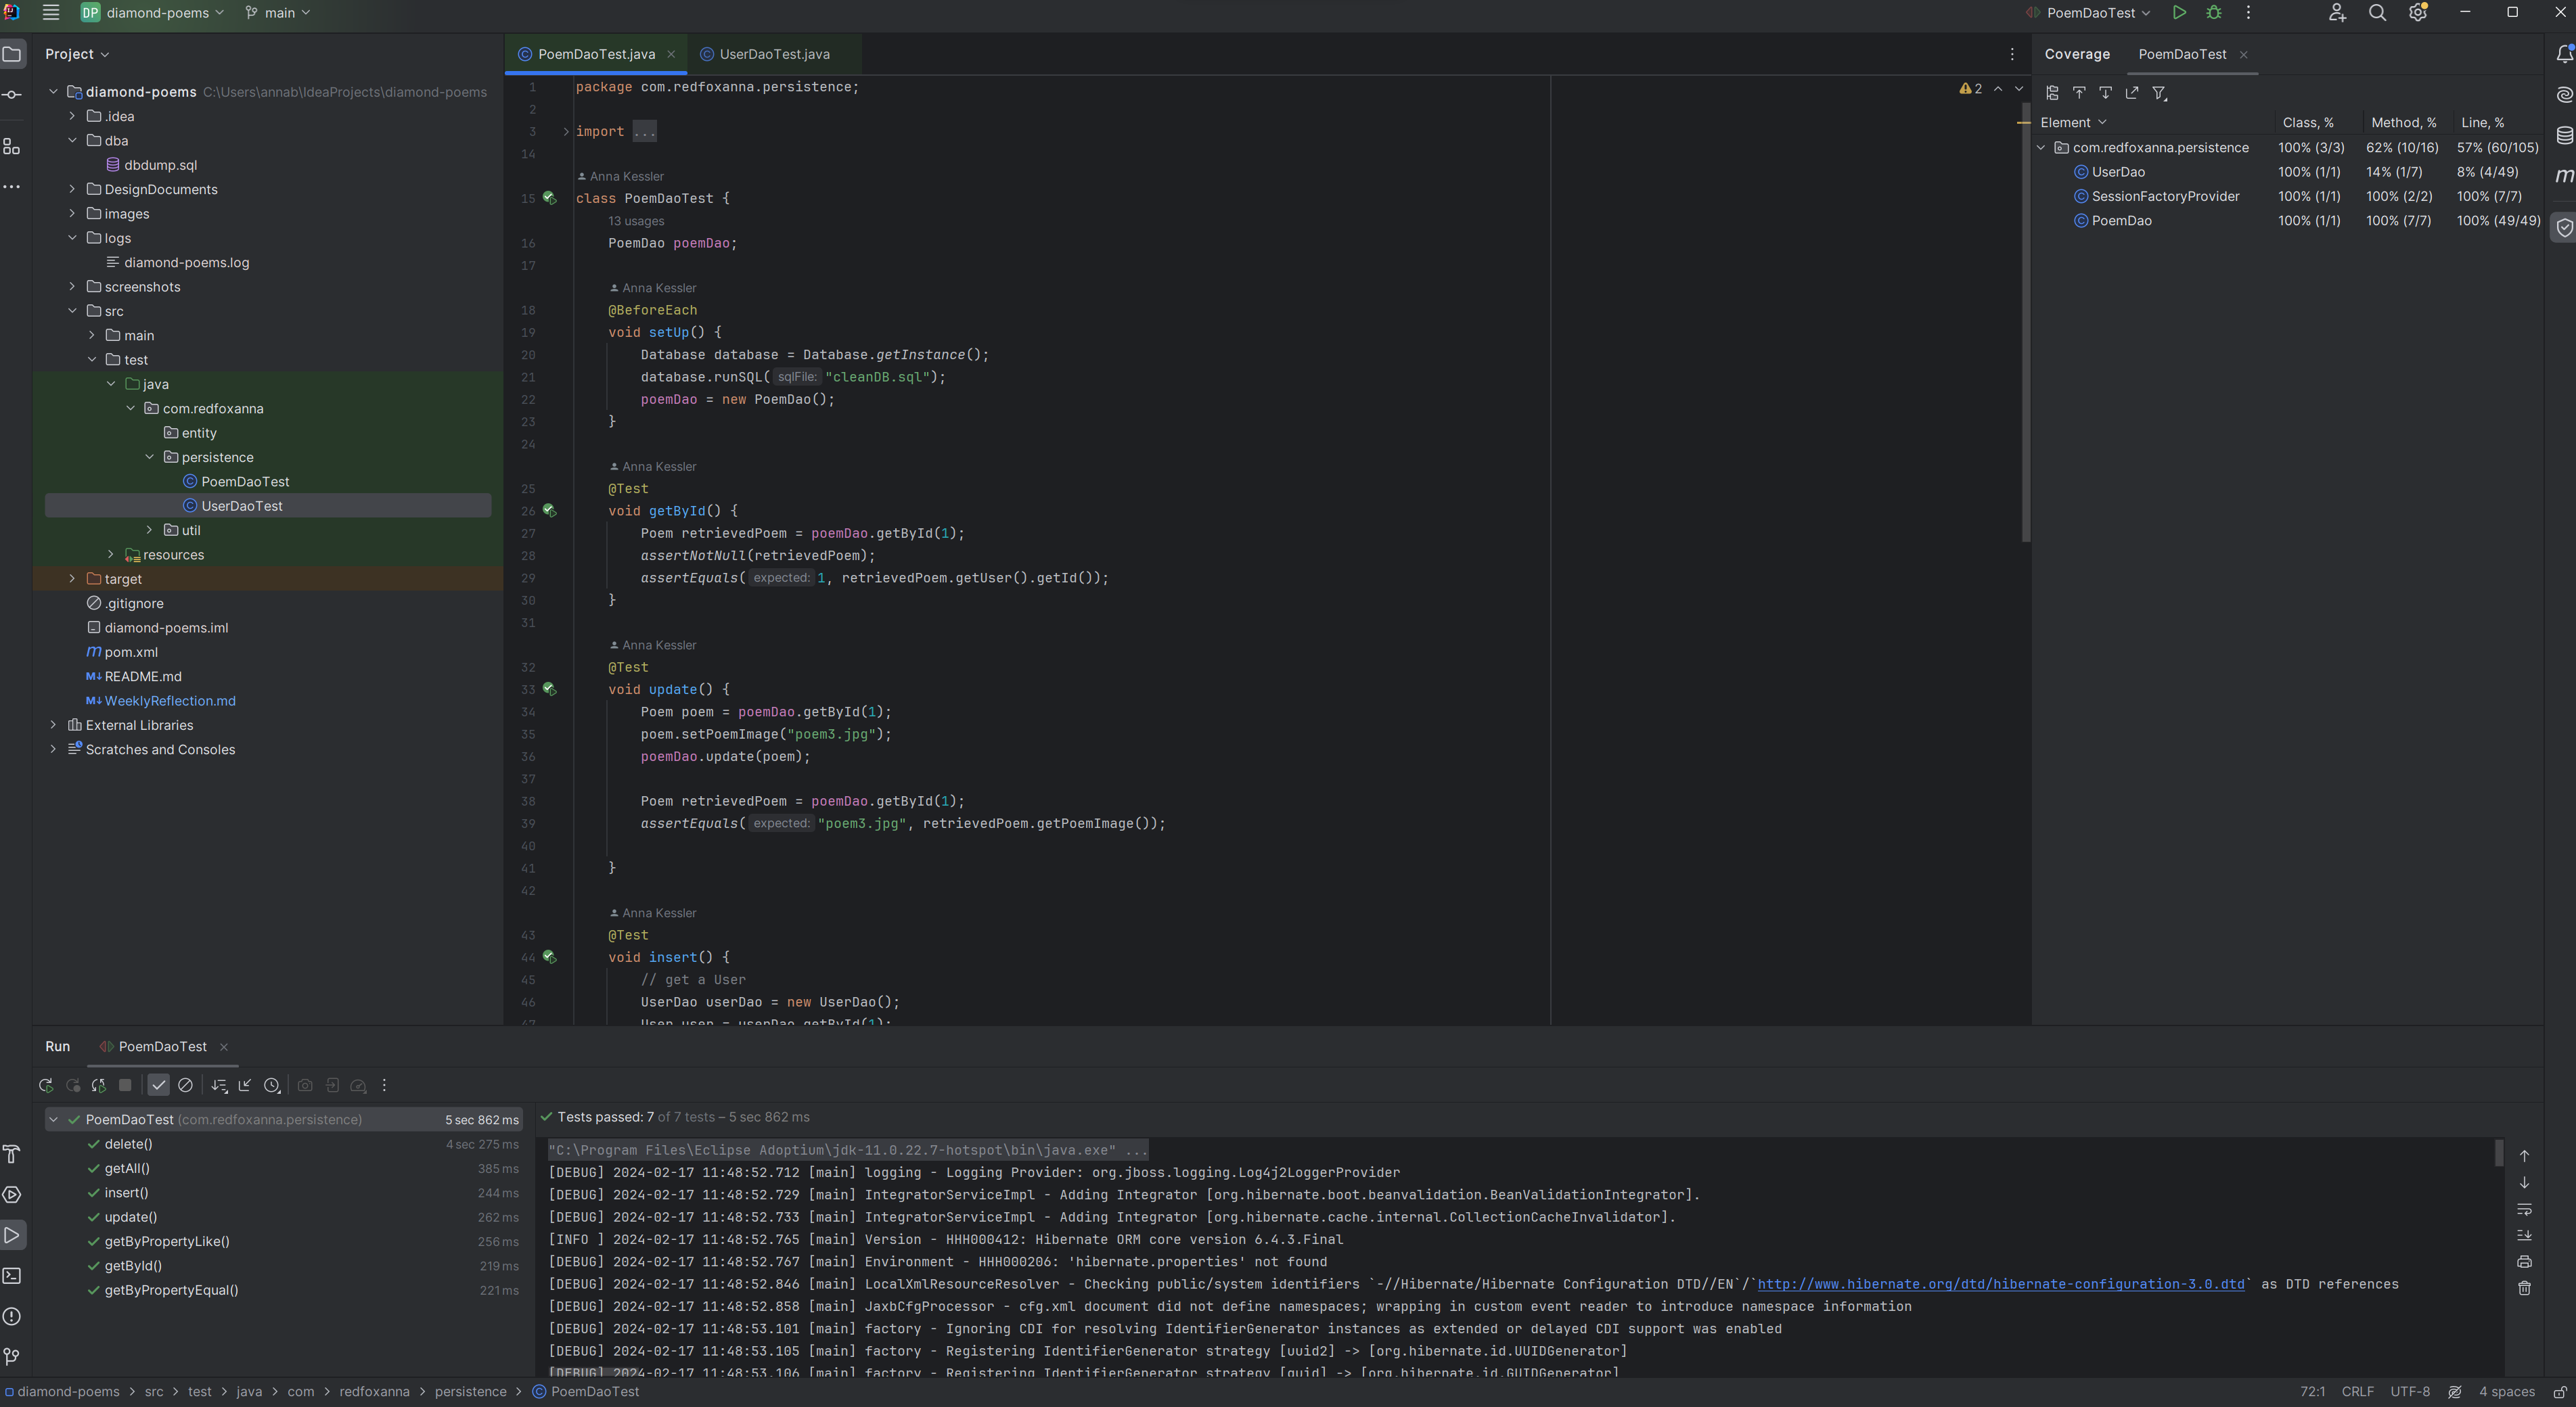 DP diamond-poems main PoemDaoTest
Project
diamond-poems C:\Users\annab\IdeaProjects\diamond-poems
.idea
dba
dbdump.sql
DesignDocuments
images
logs
diamond-poems.log
screenshots
src
main
test
java
com.redfoxanna
entity
persistence
PoemDaoTest
UserDaoTest
util
resources
target
.gitignore
diamond-poems.iml
m pom.xml
M↓ README.md
M↓ WeeklyReflection.md
External Libraries
Scratches and Consoles
PoemDaoTest.java UserDaoTest.java
2
1 package com.redfoxanna.persistence;
2
3 import ...
14
Anna Kessler
15 class PoemDaoTest {
13 usages
16 PoemDao poemDao;
17
Anna Kessler
18 @BeforeEach
19 void setUp() {
20 Database database = Database.getInstance();
21 database.runSQL( sqlFile: "cleanDB.sql");
22 poemDao = new PoemDao();
23 }
24
Anna Kessler
25 @Test
26 void getById() {
27 Poem retrievedPoem = poemDao.getById(1);
28 assertNotNull(retrievedPoem);
29 assertEquals( expected: 1, retrievedPoem.getUser().getId());
30 }
31
Anna Kessler
32 @Test
33 void update() {
34 Poem poem = poemDao.getById(1);
35 poem.setPoemImage("poem3.jpg");
36 poemDao.update(poem);
37
38 Poem retrievedPoem = poemDao.getById(1);
39 assertEquals( expected: "poem3.jpg", retrievedPoem.getPoemImage());
40
41 }
42
Anna Kessler
43 @Test
44 void insert() {
45 // get a User
46 UserDao userDao = new UserDao();
47 User user = userDao.getById(1);
Coverage PoemDaoTest
Element Class, % Method, % Line, %
com.redfoxanna.persistence 100% (3/3) 62% (10/16) 57% (60/105)
UserDao 100% (1/1) 14% (1/7) 8% (4/49)
SessionFactoryProvider 100% (1/1) 100% (2/2) 100% (7/7)
PoemDao 100% (1/1) 100% (7/7) 100% (49/49)
Run PoemDaoTest
PoemDaoTest (com.redfoxanna.persistence) 5 sec 862 ms
delete() 4 sec 275 ms
getAll() 385 ms
insert() 244 ms
update() 262 ms
getByPropertyLike() 256 ms
getById() 219 ms
getByPropertyEqual() 221 ms
Tests passed: 7 of 7 tests – 5 sec 862 ms
"C:\Program Files\Eclipse Adoptium\jdk-11.0.22.7-hotspot\bin\java.exe" ...
[DEBUG] 2024-02-17 11:48:52.712 [main] logging - Logging Provider: org.jboss.logging.Log4j2LoggerProvider
[DEBUG] 2024-02-17 11:48:52.729 [main] IntegratorServiceImpl - Adding Integrator [org.hibernate.boot.beanvalidation.BeanValidationIntegrator].
[DEBUG] 2024-02-17 11:48:52.733 [main] IntegratorServiceImpl - Adding Integrator [org.hibernate.cache.internal.CollectionCacheInvalidator].
[INFO ] 2024-02-17 11:48:52.765 [main] Version - HHH000412: Hibernate ORM core version 6.4.3.Final
[DEBUG] 2024-02-17 11:48:52.767 [main] Environment - HHH000206: 'hibernate.properties' not found
[DEBUG] 2024-02-17 11:48:52.846 [main] LocalXmlResourceResolver - Checking public/system identifiers `-//Hibernate/Hibernate Configuration DTD//EN`/`http://www.hibernate.org/dtd/hibernate-configuration-3.0.dtd` as DTD references
[DEBUG] 2024-02-17 11:48:52.858 [main] JaxbCfgProcessor - cfg.xml document did not define namespaces; wrapping in custom event reader to introduce namespace information
[DEBUG] 2024-02-17 11:48:53.101 [main] factory - Ignoring CDI for resolving IdentifierGenerator instances as extended or delayed CDI support was enabled
[DEBUG] 2024-02-17 11:48:53.105 [main] factory - Registering IdentifierGenerator strategy [uuid2] -> [org.hibernate.id.UUIDGenerator]
[DEBUG] 2024-02-17 11:48:53.106 [main] factory - Registering IdentifierGenerator strategy [guid] -> [org.hibernate.id.GUIDGenerator]
diamond-poems > src > test > java > com > redfoxanna > persistence > PoemDaoTest 72:1 CRLF UTF-8 4 spaces